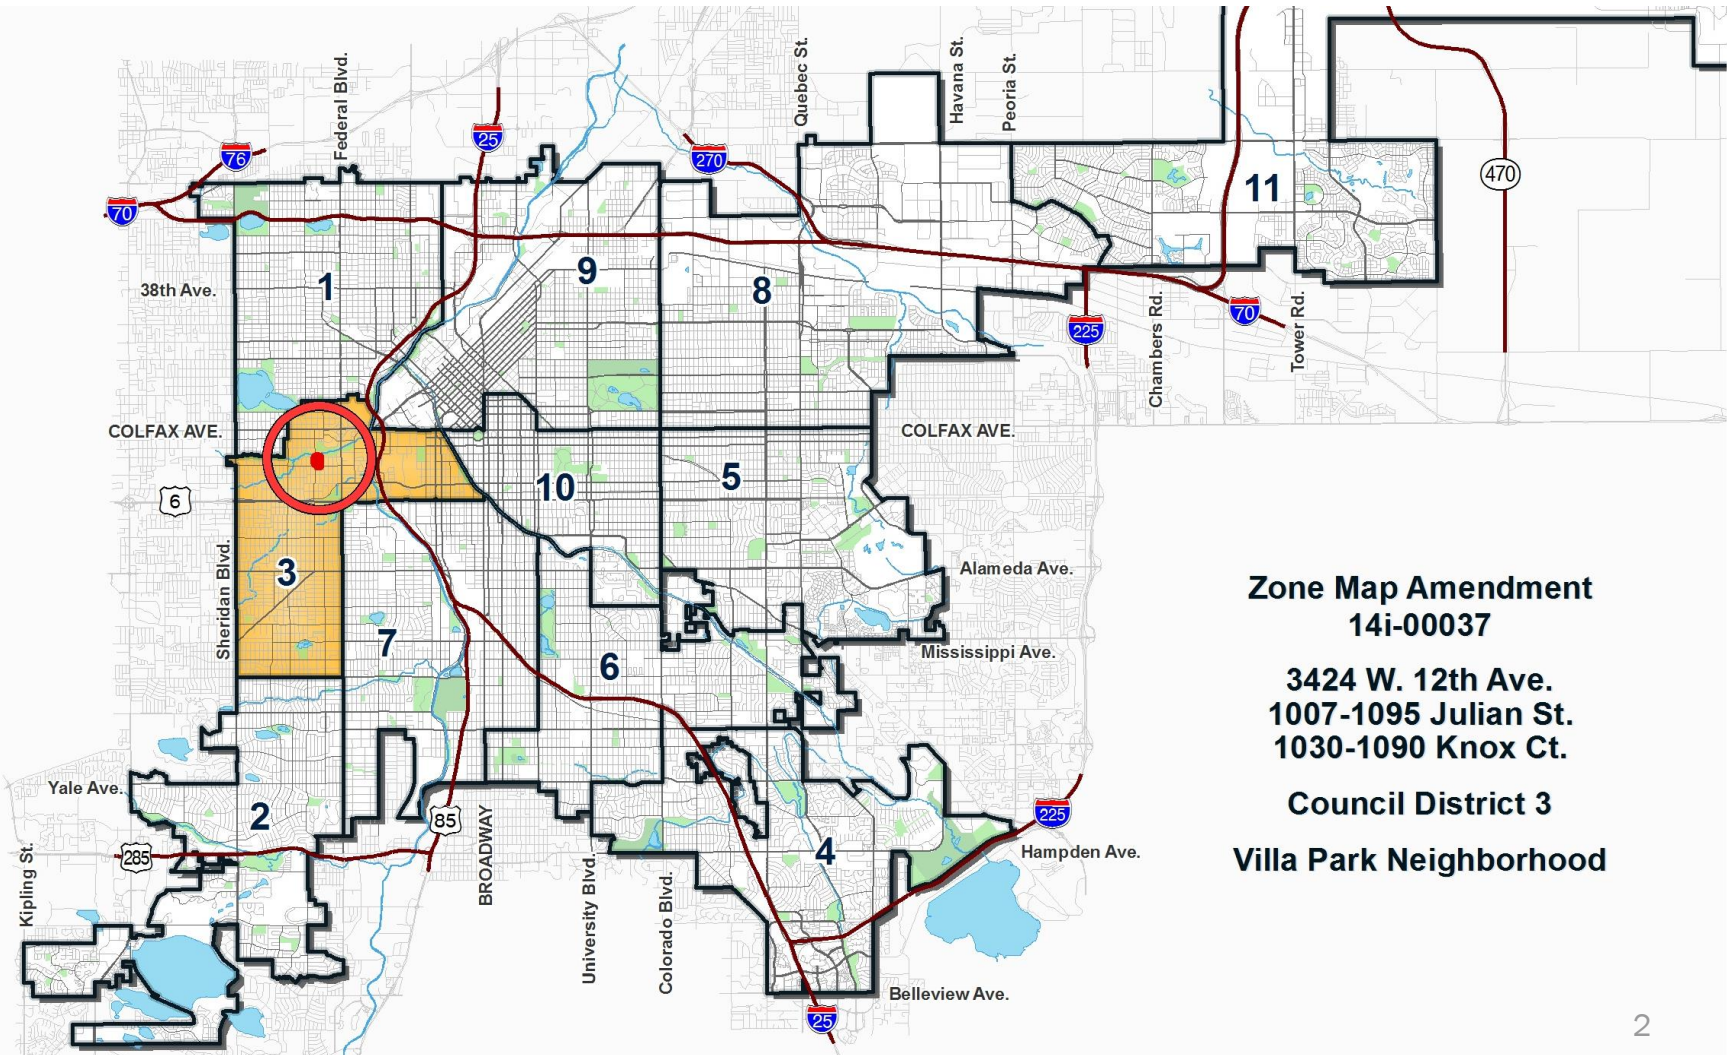 Federal Blvd.
Quebec St.
Havana St.
Peoria St.
25
76
270
70
470
11
1
9
8
38th Ave.
225
70
Chambers Rd.
Tower Rd.
COLFAX AVE.
COLFAX AVE.
6
10
5
3
Sheridan Blvd.
Alameda Ave.
7
6
Mississippi Ave.
Yale Ave.
2
85
BROADWAY
285
4
225
Hampden Ave.
Kipling St.
University Blvd.
Colorado Blvd.
Belleview Ave.
25
Zone Map Amendment
14i-00037
3424 W. 12th Ave.
1007-1095 Julian St.
1030-1090 Knox Ct.
Council District 3
Villa Park Neighborhood
2